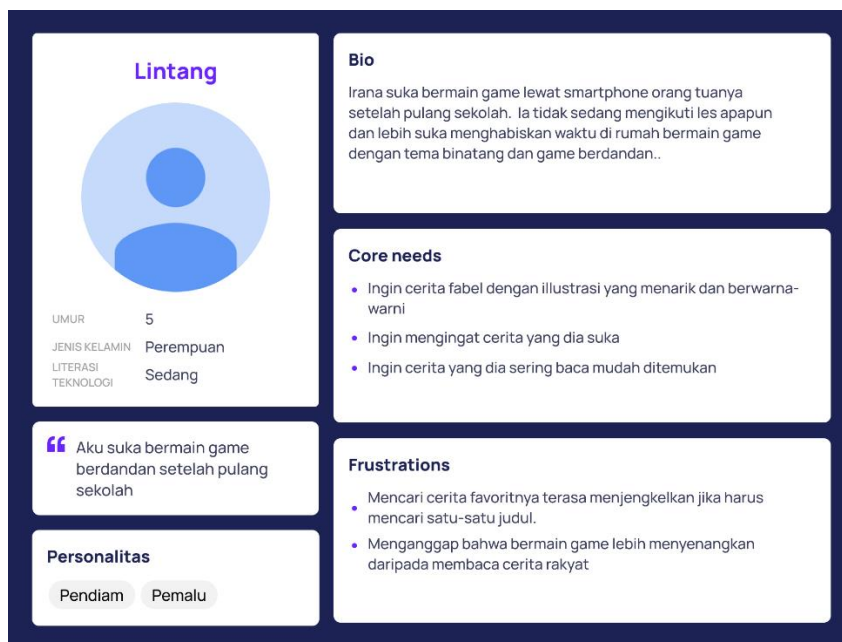 Lintang
UMUR 5
JENIS KELAMIN Perempuan
LITERASI
TEKNOLOGI Sedang
Aku suka bermain game
berdandan setelah pulang
sekolah
Personalitas
Pendiam Pemalu
Bio
Irana suka bermain game lewat smartphone orang tuanya
setelah pulang sekolah. Ia tidak sedang mengikuti les apapun
dan lebih suka menghabiskan waktu di rumah bermain game
dengan tema binatang dan game berdandan..
Core needs
• Ingin cerita fabel dengan illustrasi yang menarik dan berwarna-
warni
• Ingin mengingat cerita yang dia suka
• Ingin cerita yang dia sering baca mudah ditemukan
Frustrations
• Mencari cerita favoritnya terasa menjengkelkan jika harus
mencari satu-satu judul.
• Menganggap bahwa bermain game lebih menyenangkan
daripada membaca cerita rakyat